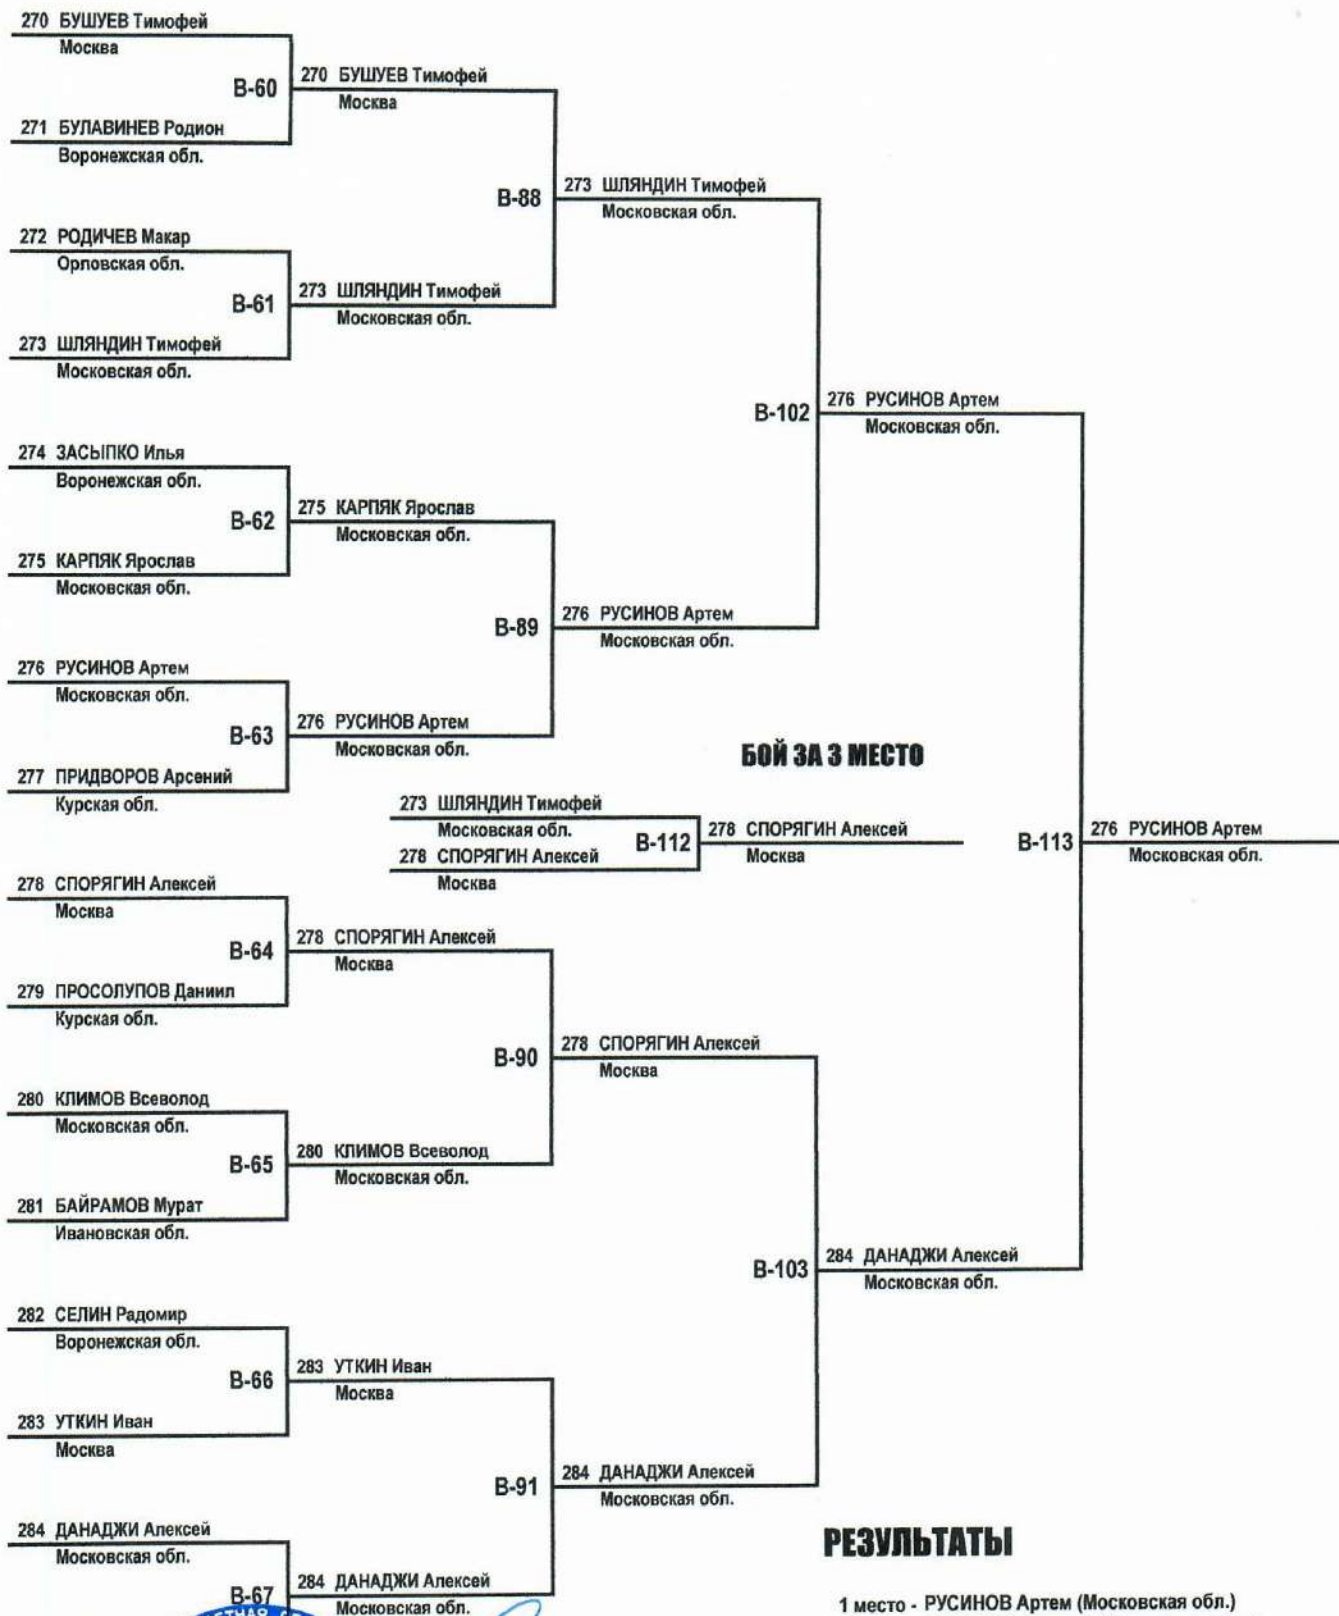 270 БУШУЕВ Тимофей
Москва
В-60
271 БУЛАВИНЕВ Родион
Воронежская обл.
270 БУШУЕВ Тимофей
Москва
В-88
272 РОДИЧЕВ Макар
Орловская обл.
В-61
273 ШЛЯНДИН Тимофей
Московская обл.
273 ШЛЯНДИН Тимофей
Московская обл.
273 ШЛЯНДИН Тимофей
Московская обл.
В-102
274 ЗАСЫПКО Илья
Воронежская обл.
В-62
275 КАРПЯК Ярослав
Московская обл.
275 КАРПЯК Ярослав
Московская обл.
В-89
276 РУСИНОВ Артем
Московская обл.
В-63
277 ПРИДВОРОВ Арсений
Курская обл.
276 РУСИНОВ Артем
Московская обл.
276 РУСИНОВ Артем
Московская обл.
276 РУСИНОВ Артем
Московская обл.
БОЙ ЗА 3 МЕСТО
273 ШЛЯНДИН Тимофей
Московская обл.
В-112
278 СПОРЯГИН Алексей
Москва
278 СПОРЯГИН Алексей
Москва
В-113
276 РУСИНОВ Артем
Московская обл.
278 СПОРЯГИН Алексей
Москва
В-64
279 ПРОСОЛУПОВ Даниил
Курская обл.
278 СПОРЯГИН Алексей
Москва
В-90
280 КЛИМОВ Всеволод
Московская обл.
В-65
281 БАЙРАМОВ Мурат
Ивановская обл.
280 КЛИМОВ Всеволод
Московская обл.
278 СПОРЯГИН Алексей
Москва
В-103
284 ДАНАДЖИ Алексей
Московская обл.
282 СЕЛИН Радомир
Воронежская обл.
В-66
283 УТКИН Иван
Москва
283 УТКИН Иван
Москва
В-91
284 ДАНАДЖИ Алексей
Московская обл.
284 ДАНАДЖИ Алексей
Московская обл.
В-67
284 ДАНАДЖИ Алексей
Московская обл.
РЕЗУЛЬТАТЫ
1 место - РУСИНОВ Артем (Московская обл.)